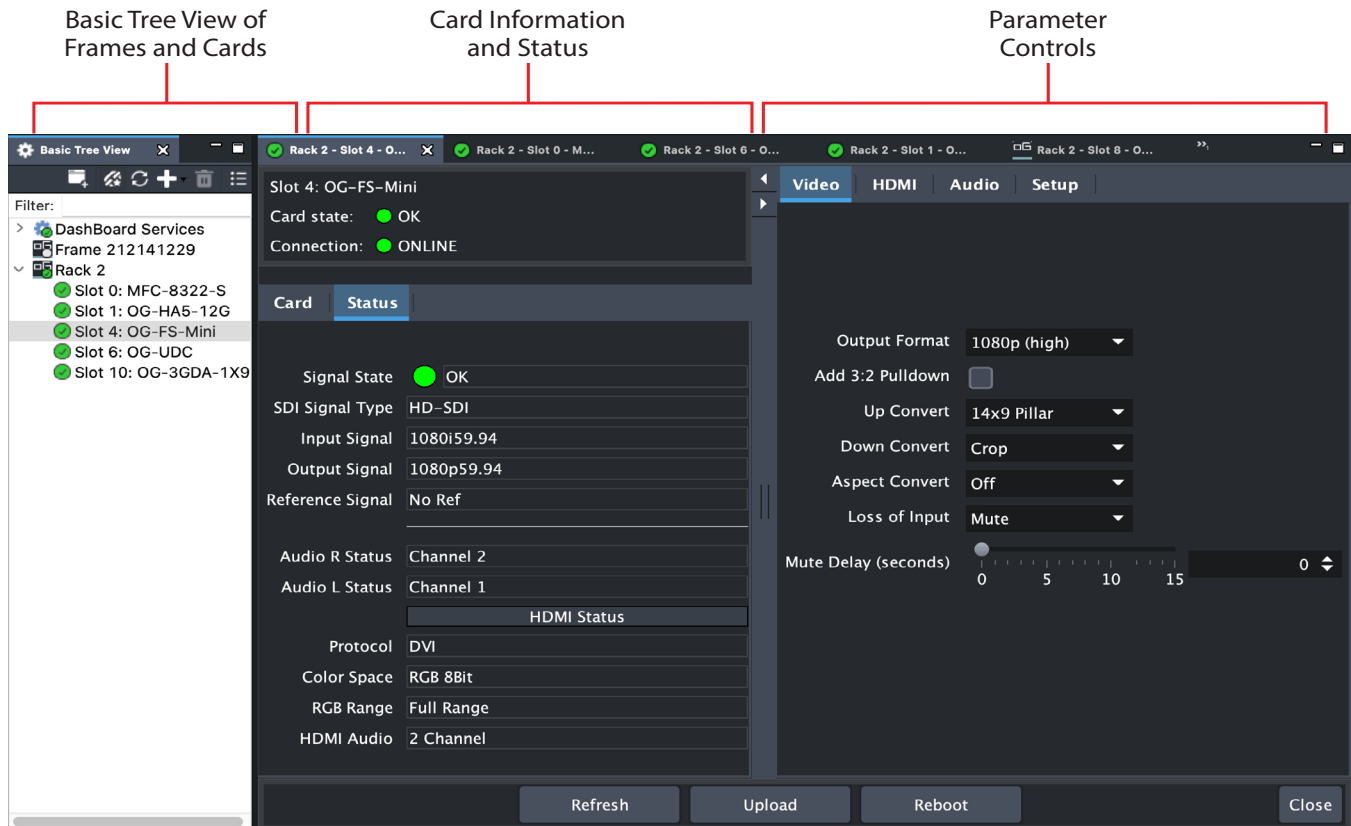 Basic Tree View of
Frames and Cards
Card Information
and Status
Parameter
Controls
Basic Tree View
Rack 2 - Slot 4 - O...
Rack 2 - Slot 0 - M...
Rack 2 - Slot 6 - O...
Rack 2 - Slot 1 - O...
Rack 2 - Slot 8 - O...
Filter:
DashBoard Services
Frame 212141229
Rack 2
Slot 0: MFC-8322-S
Slot 1: OG-HA5-12G
Slot 4: OG-FS-Mini
Slot 6: OG-UDC
Slot 10: OG-3GDA-1X9
Slot 4: OG-FS-Mini
Card state: OK
Connection: ONLINE
Card Status
Signal State OK
SDI Signal Type HD-SDI
Input Signal 1080i59.94
Output Signal 1080p59.94
Reference Signal No Ref
Audio R Status Channel 2
Audio L Status Channel 1
HDMI Status
Protocol DVI
Color Space RGB 8Bit
RGB Range Full Range
HDMI Audio 2 Channel
Video HDMI Audio Setup
Output Format 1080p (high)
Add 3:2 Pulldown
Up Convert 14x9 Pillar
Down Convert Crop
Aspect Convert Off
Loss of Input Mute
Mute Delay (seconds) 0
0 5 10 15
Refresh Upload Reboot Close